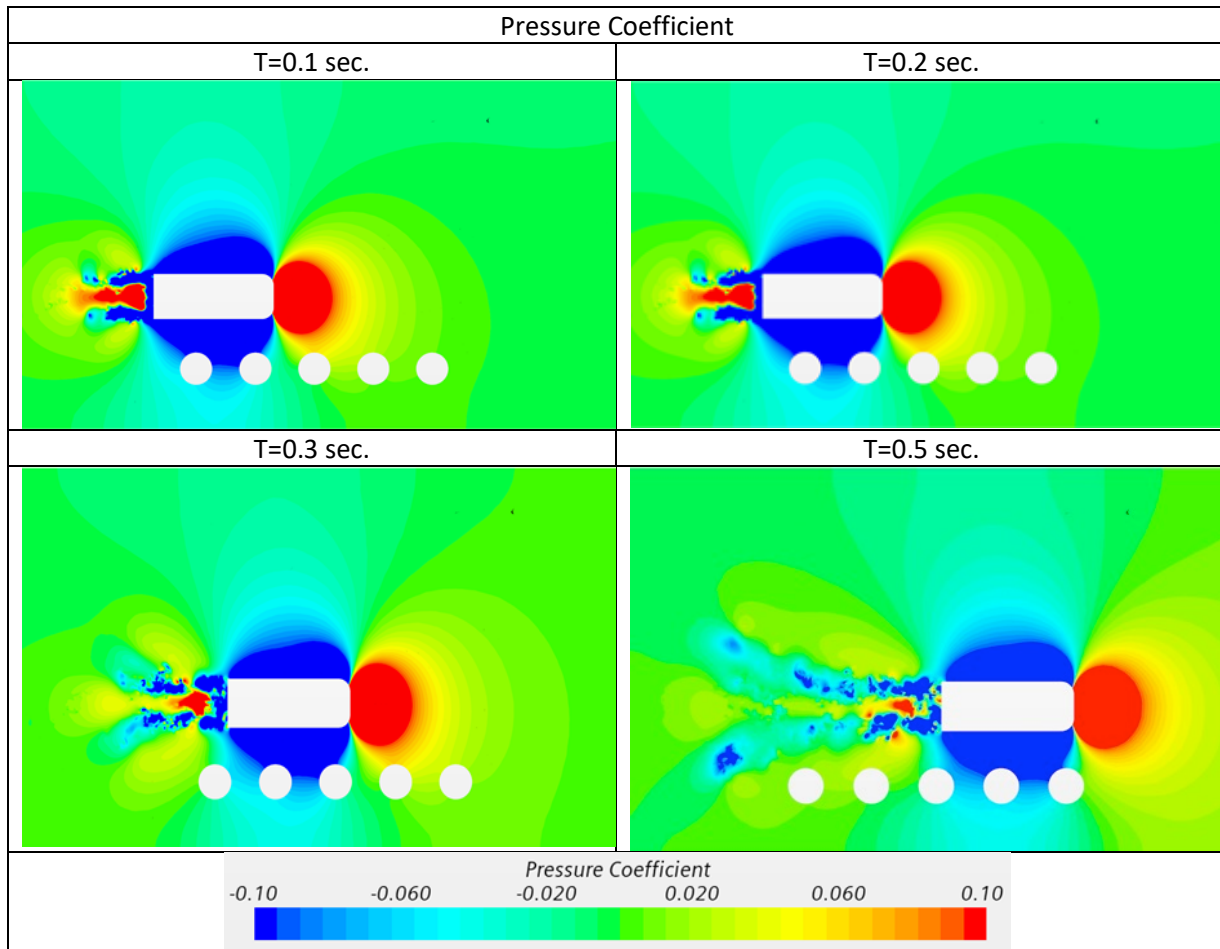 Pressure Coefficient
T=0.1 sec.
T=0.2 sec.
T=0.3 sec.
T=0.5 sec.
Pressure Coefficient
-0.10 -0.060 -0.020 0.020 0.060 0.10